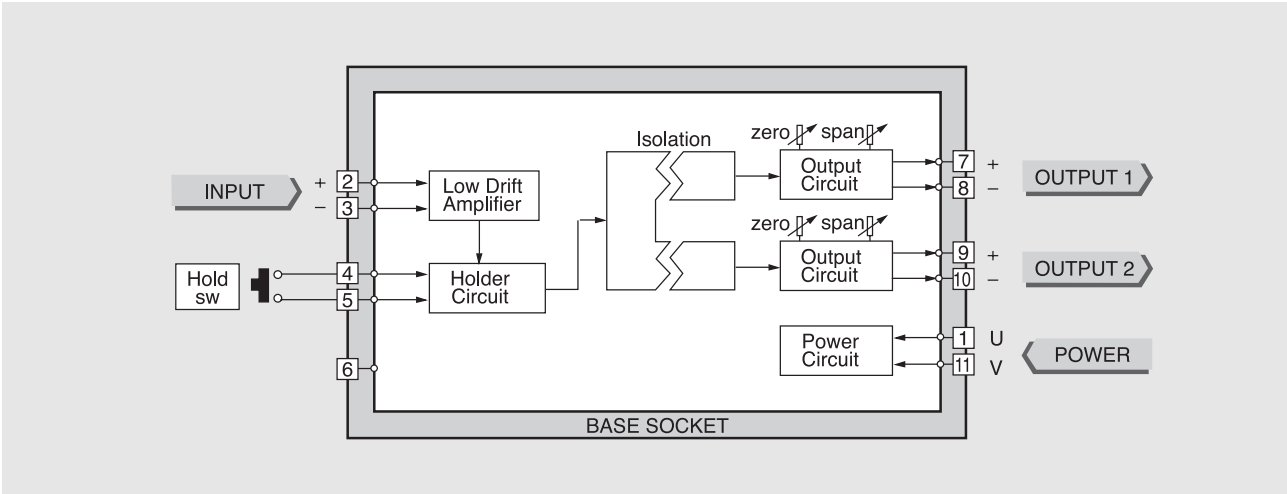 Isolation
zero span
Output
Circuit
7 +
8 −
OUTPUT 1
INPUT
+ 2
− 3
Low Drift
Amplifier
zero span
Output
Circuit
9 +
10 −
OUTPUT 2
Hold
sw
4
5
Holder
Circuit
Power
Circuit
1 U
11 V
POWER
6
BASE SOCKET